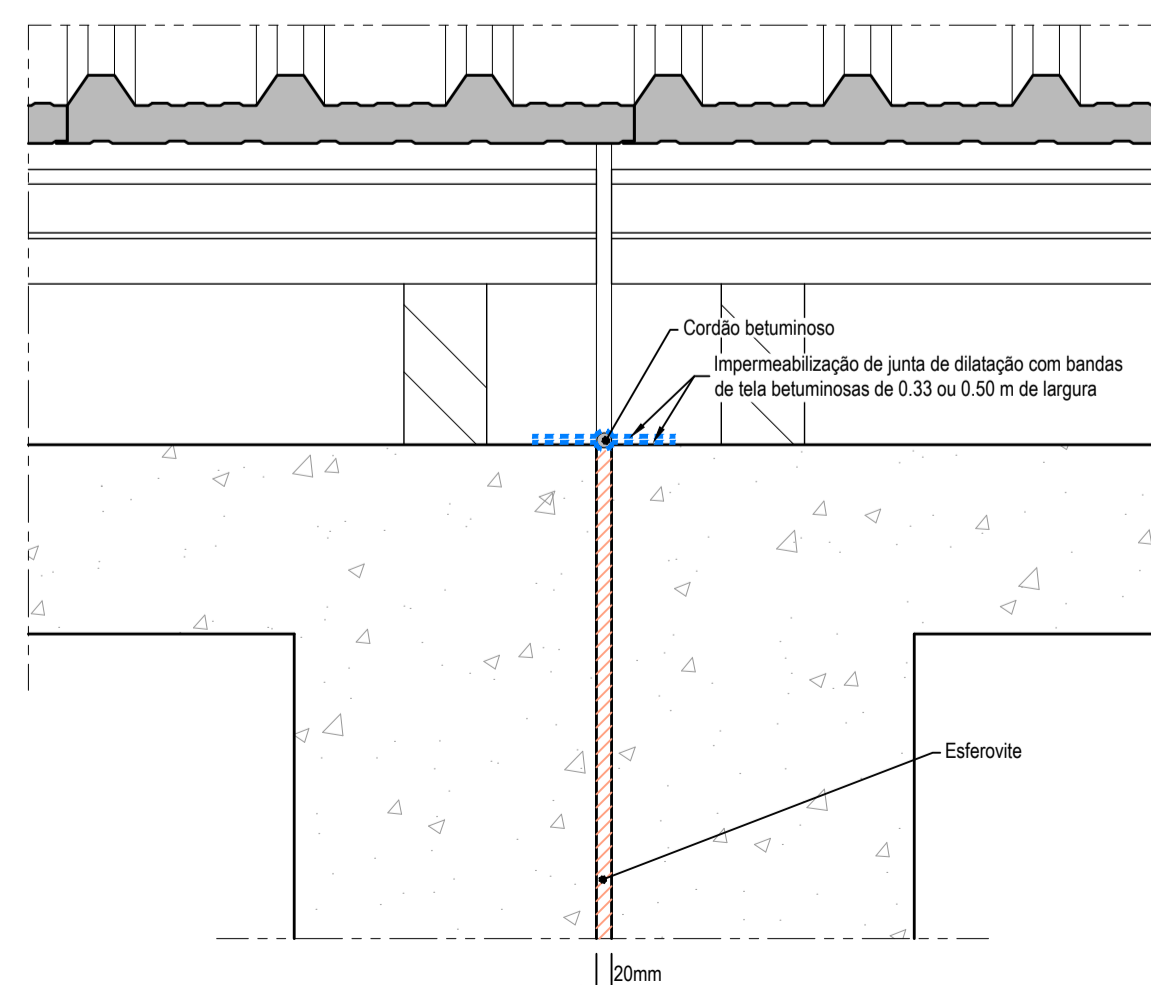 Cordão betuminoso
Impermeabilização de junta de dilatação com bandas
de tela betuminosas de 0.33 ou 0.50 m de largura
Esferovite
20mm